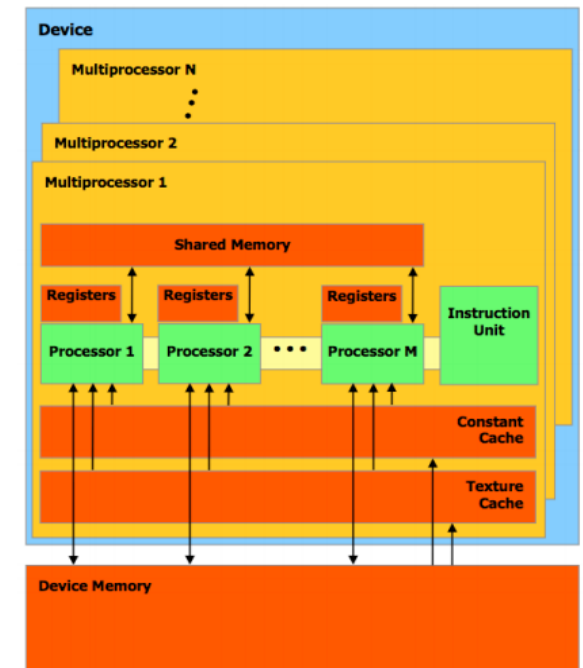 Device
Multiprocessor N
Multiprocessor 2
Multiprocessor 1
Shared Memory
Registers
Registers
Registers
Processor 1
Processor 2
Processor M
Instruction
Unit
Constant
Cache
Texture
Cache
Device Memory